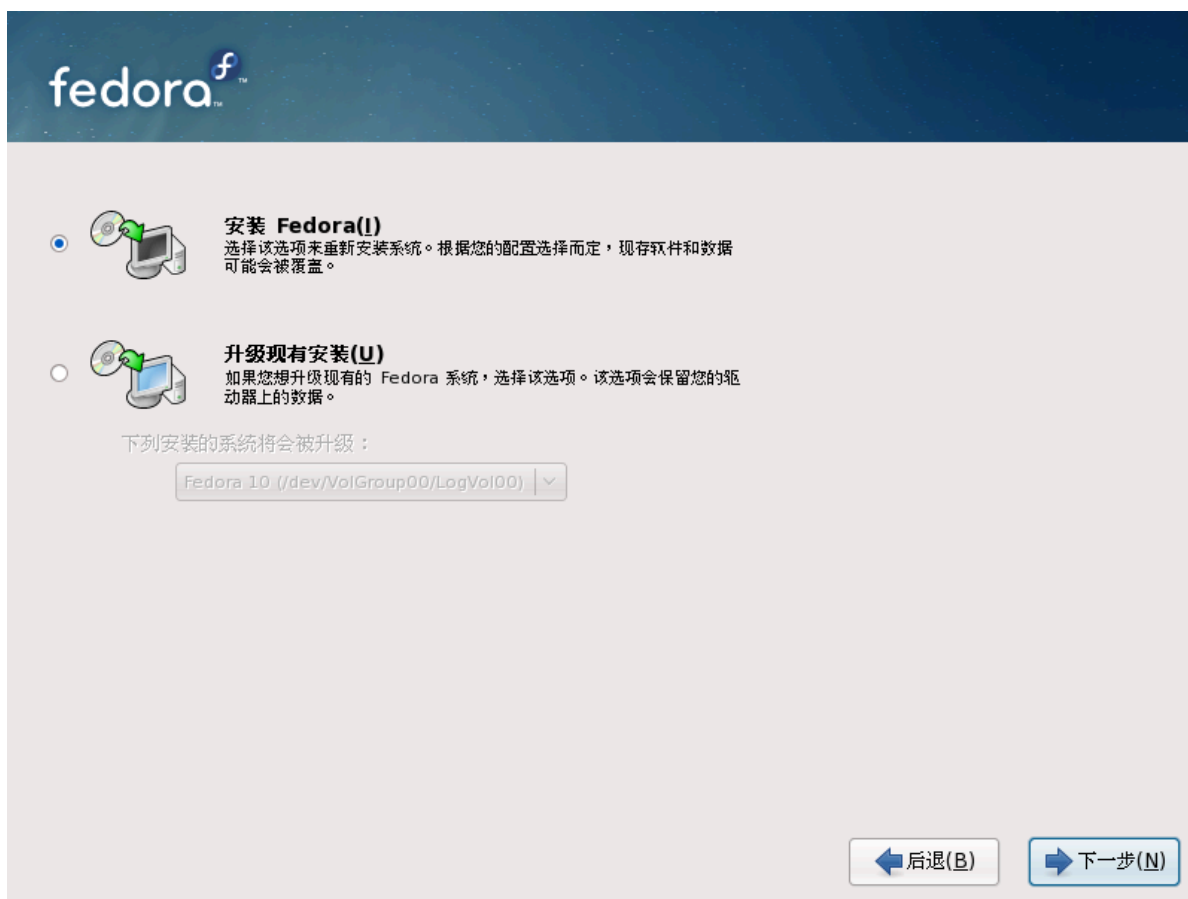 fedora
安装 Fedora(I)
选择该选项来重新安装系统。根据您的配置选择而定，现存软件和数据
可能会被覆盖。
升级现有安装(U)
如果您想升级现有的 Fedora 系统，选择该选项。该选项会保留您的驱
动器上的数据。
下列安装的系统将会被升级：
Fedora 10 (/dev/VolGroup00/LogVol00)
后退(B)
下一步(N)